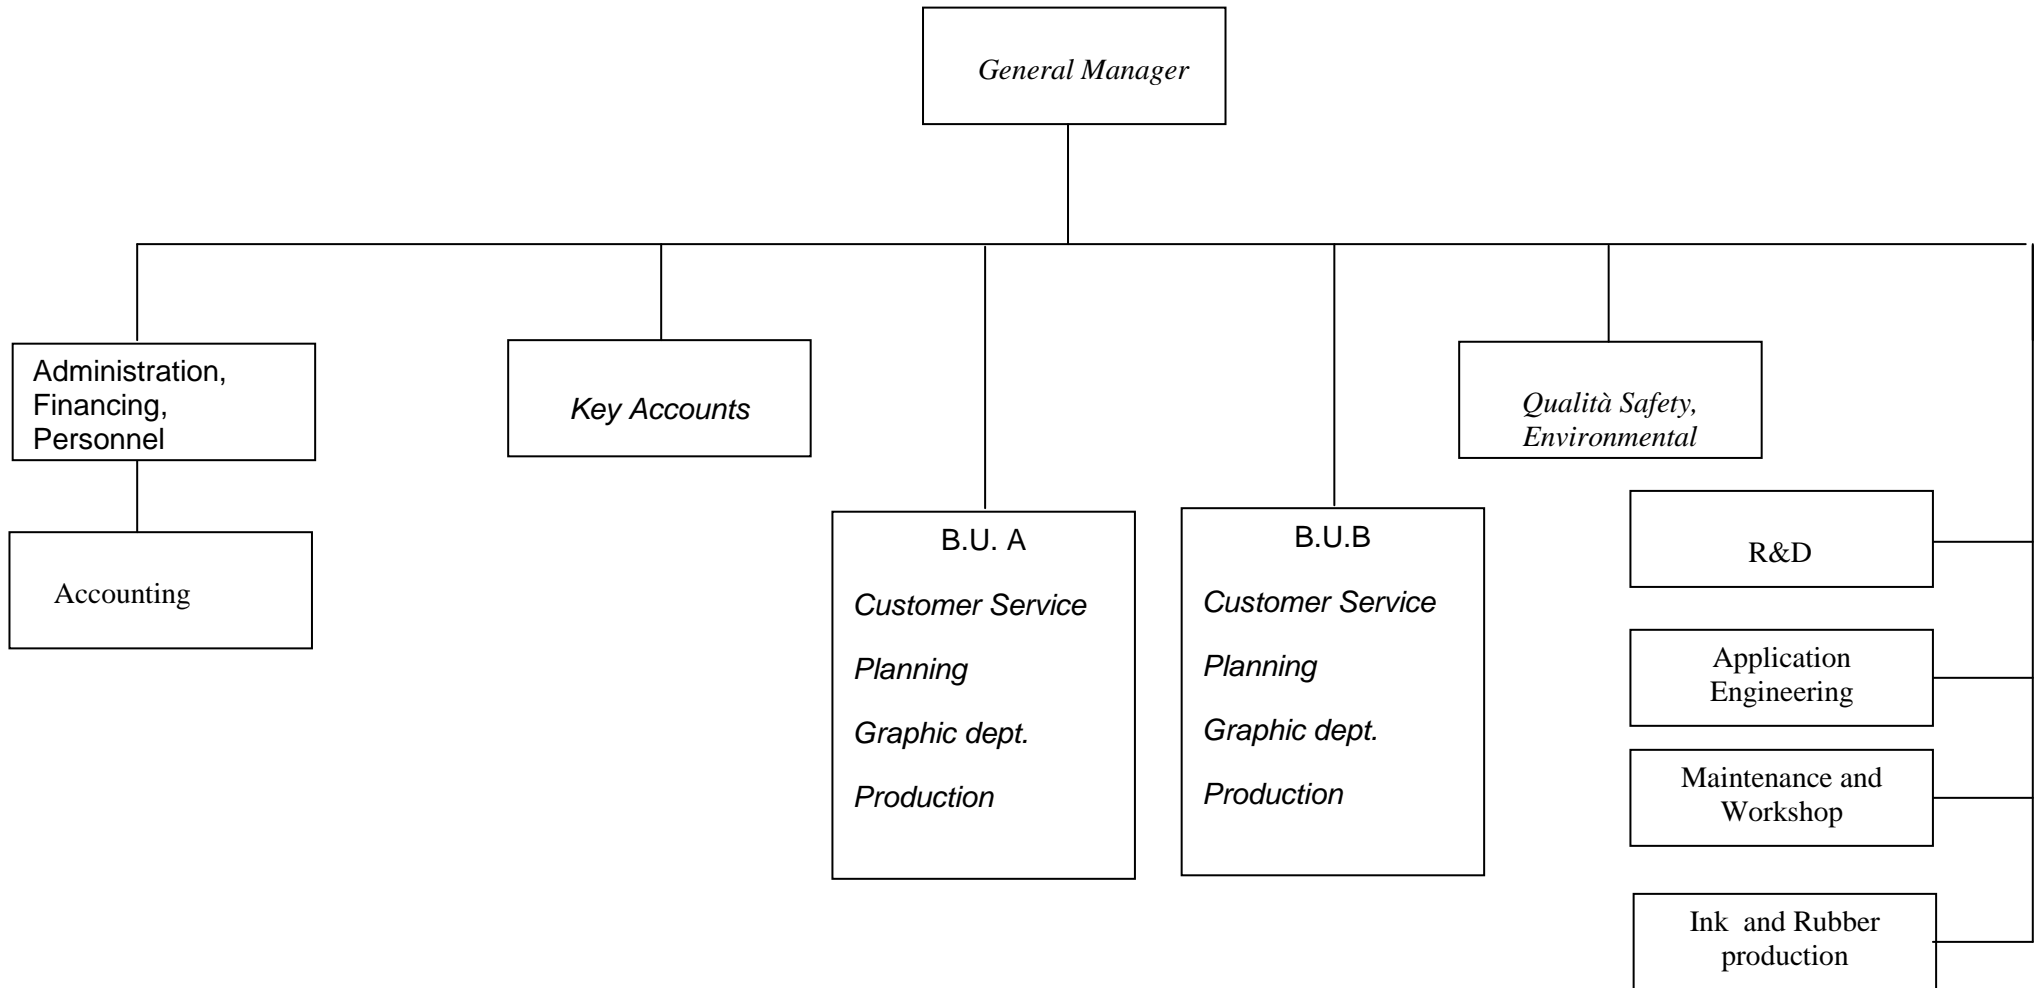 General Manager
Administration,
Financing,
Personnel
Key Accounts
Qualità Safety,
Environmental
Accounting
B.U. A
Customer Service
Planning
Graphic dept.
Production
B.U.B
Customer Service
Planning
Graphic dept.
Production
R&D
Application
Engineering
Maintenance and
Workshop
Ink and Rubber
production